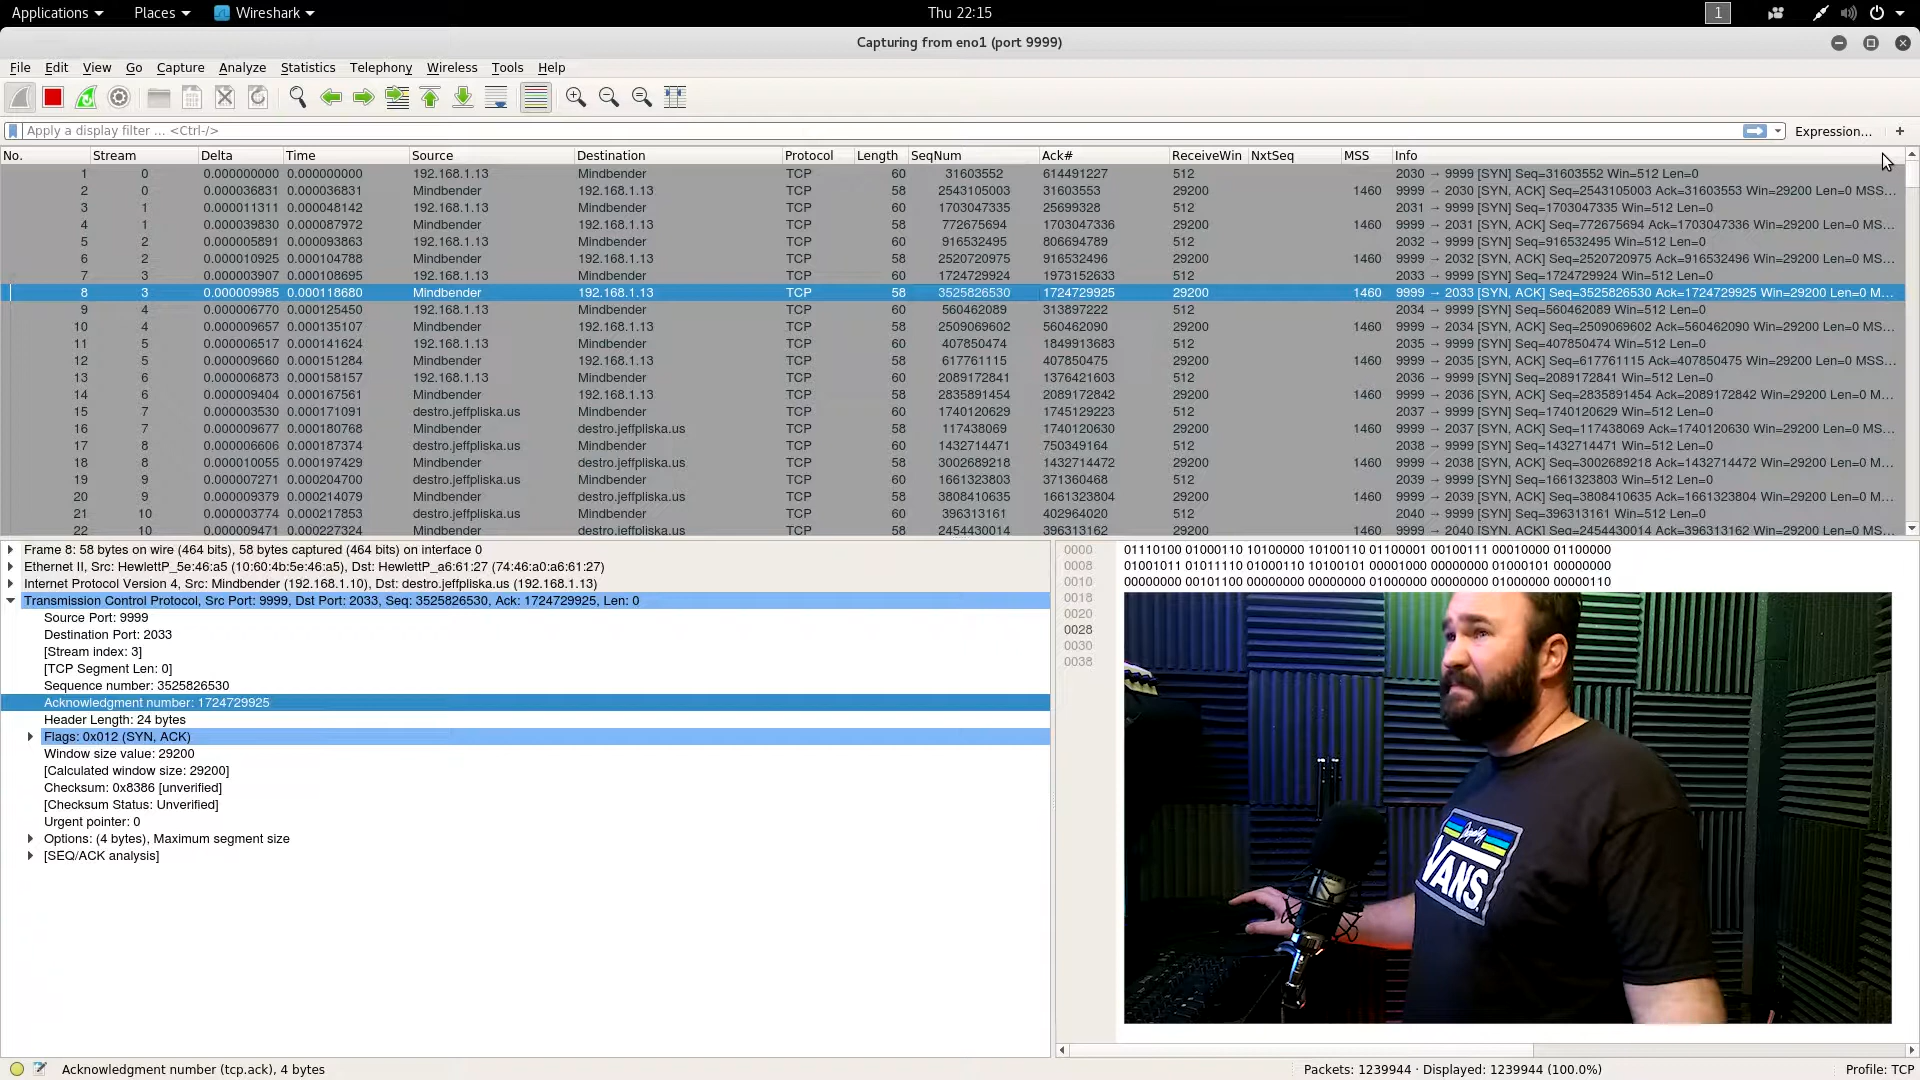 Applications Places Wireshark Thu 22:15 1
Capturing from eno1 (port 9999)
File Edit View Go Capture Analyze Statistics Telephony Wireless Tools Help
Apply a display filter ... <Ctrl-/> Expression... +
No. Stream Delta Time Source Destination Protocol Length SeqNum Ack# ReceiveWin NxtSeq MSS Info
1 0 0.000000000 0.000000000 192.168.1.13 Mindbender TCP 60 31603552 614491227 512 2030 → 9999 [SYN] Seq=31603552 Win=512 Len=0
2 0 0.000036831 0.000036831 Mindbender 192.168.1.13 TCP 58 2543105003 31603553 29200 1460 9999 → 2030 [SYN, ACK] Seq=2543105003 Ack=31603553 Win=29200 Len=0 MSS...
3 1 0.000011311 0.000048142 192.168.1.13 Mindbender TCP 60 1703047335 25699328 512 2031 → 9999 [SYN] Seq=1703047335 Win=512 Len=0
4 1 0.000039830 0.000087972 Mindbender 192.168.1.13 TCP 58 772675694 1703047336 29200 1460 9999 → 2031 [SYN, ACK] Seq=772675694 Ack=1703047336 Win=29200 Len=0 MS...
5 2 0.000005891 0.000093863 192.168.1.13 Mindbender TCP 60 916532495 806694789 512 2032 → 9999 [SYN] Seq=916532495 Win=512 Len=0
6 2 0.000010925 0.000104788 Mindbender 192.168.1.13 TCP 58 2520720975 916532496 29200 1460 9999 → 2032 [SYN, ACK] Seq=2520720975 Ack=916532496 Win=29200 Len=0 MS...
7 3 0.000003907 0.000108695 192.168.1.13 Mindbender TCP 60 1724729924 1973152633 512 2033 → 9999 [SYN] Seq=1724729924 Win=512 Len=0
8 3 0.000009985 0.000118680 Mindbender 192.168.1.13 TCP 58 3525826530 1724729925 29200 1460 9999 → 2033 [SYN, ACK] Seq=3525826530 Ack=1724729925 Win=29200 Len=0 M...
9 4 0.000006770 0.000125450 192.168.1.13 Mindbender TCP 60 560462089 313897222 512 2034 → 9999 [SYN] Seq=560462089 Win=512 Len=0
10 4 0.000009657 0.000135107 Mindbender 192.168.1.13 TCP 58 2509069602 560462090 29200 1460 9999 → 2034 [SYN, ACK] Seq=2509069602 Ack=560462090 Win=29200 Len=0 MS...
11 5 0.000006517 0.000141624 192.168.1.13 Mindbender TCP 60 407850474 1849913683 512 2035 → 9999 [SYN] Seq=407850474 Win=512 Len=0
12 5 0.000009660 0.000151284 Mindbender 192.168.1.13 TCP 58 617761115 407850475 29200 1460 9999 → 2035 [SYN, ACK] Seq=617761115 Ack=407850475 Win=29200 Len=0 MSS...
13 6 0.000006873 0.000158157 192.168.1.13 Mindbender TCP 60 2089172841 1376421603 512 2036 → 9999 [SYN] Seq=2089172841 Win=512 Len=0
14 6 0.000009404 0.000167561 Mindbender 192.168.1.13 TCP 58 2835891454 2089172842 29200 1460 9999 → 2036 [SYN, ACK] Seq=2835891454 Ack=2089172842 Win=29200 Len=0 M...
15 7 0.000003530 0.000171091 destro.jeffpliska.us Mindbender TCP 60 1740120629 1745129223 512 2037 → 9999 [SYN] Seq=1740120629 Win=512 Len=0
16 7 0.000009677 0.000180768 Mindbender destro.jeffpliska.us TCP 58 117438069 1740120630 29200 1460 9999 → 2037 [SYN, ACK] Seq=117438069 Ack=1740120630 Win=29200 Len=0 MS...
17 8 0.000006606 0.000187374 destro.jeffpliska.us Mindbender TCP 60 1432714471 750349164 512 2038 → 9999 [SYN] Seq=1432714471 Win=512 Len=0
18 8 0.000010055 0.000197429 Mindbender destro.jeffpliska.us TCP 58 3002689218 1432714472 29200 1460 9999 → 2038 [SYN, ACK] Seq=3002689218 Ack=1432714472 Win=29200 Len=0 M...
19 9 0.000007271 0.000204700 destro.jeffpliska.us Mindbender TCP 60 1661323803 371360468 512 2039 → 9999 [SYN] Seq=1661323803 Win=512 Len=0
20 9 0.000009379 0.000214079 Mindbender destro.jeffpliska.us TCP 58 3808410635 1661323804 29200 1460 9999 → 2039 [SYN, ACK] Seq=3808410635 Ack=1661323804 Win=29200 Len=0 M...
21 10 0.000003774 0.000217853 destro.jeffpliska.us Mindbender TCP 60 396313161 402964020 512 2040 → 9999 [SYN] Seq=396313161 Win=512 Len=0
22 10 0.000009471 0.000227324 Mindbender destro.jeffpliska.us TCP 58 2454430014 396313162 29200 1460 9999 → 2040 [SYN, ACK] Seq=2454430014 Ack=396313162 Win=29200 Len=0 MS...
Frame 8: 58 bytes on wire (464 bits), 58 bytes captured (464 bits) on interface 0
Ethernet II, Src: HewlettP_5e:46:a5 (10:60:4b:5e:46:a5), Dst: HewlettP_a6:61:27 (74:46:a0:a6:61:27)
Internet Protocol Version 4, Src: Mindbender (192.168.1.10), Dst: destro.jeffpliska.us (192.168.1.13)
Transmission Control Protocol, Src Port: 9999, Dst Port: 2033, Seq: 3525826530, Ack: 1724729925, Len: 0
Source Port: 9999
Destination Port: 2033
[Stream index: 3]
[TCP Segment Len: 0]
Sequence number: 3525826530
Acknowledgment number: 1724729925
Header Length: 24 bytes
Flags: 0x012 (SYN, ACK)
Window size value: 29200
[Calculated window size: 29200]
Checksum: 0x8386 [unverified]
[Checksum Status: Unverified]
Urgent pointer: 0
Options: (4 bytes), Maximum segment size
[SEQ/ACK analysis]
0000 01110100 01000110 10100000 10100110 01100001 00100111 00010000 01100000
0008 01001011 01011110 01000110 10100101 00001000 00000000 01000101 00000000
0010 00000000 00101100 00000000 00000000 01000000 00000000 01000000 00000110
0018
0020
0028
0030
0038
VANS
Acknowledgment number (tcp.ack), 4 bytes Packets: 1239944 · Displayed: 1239944 (100.0%) Profile: TCP